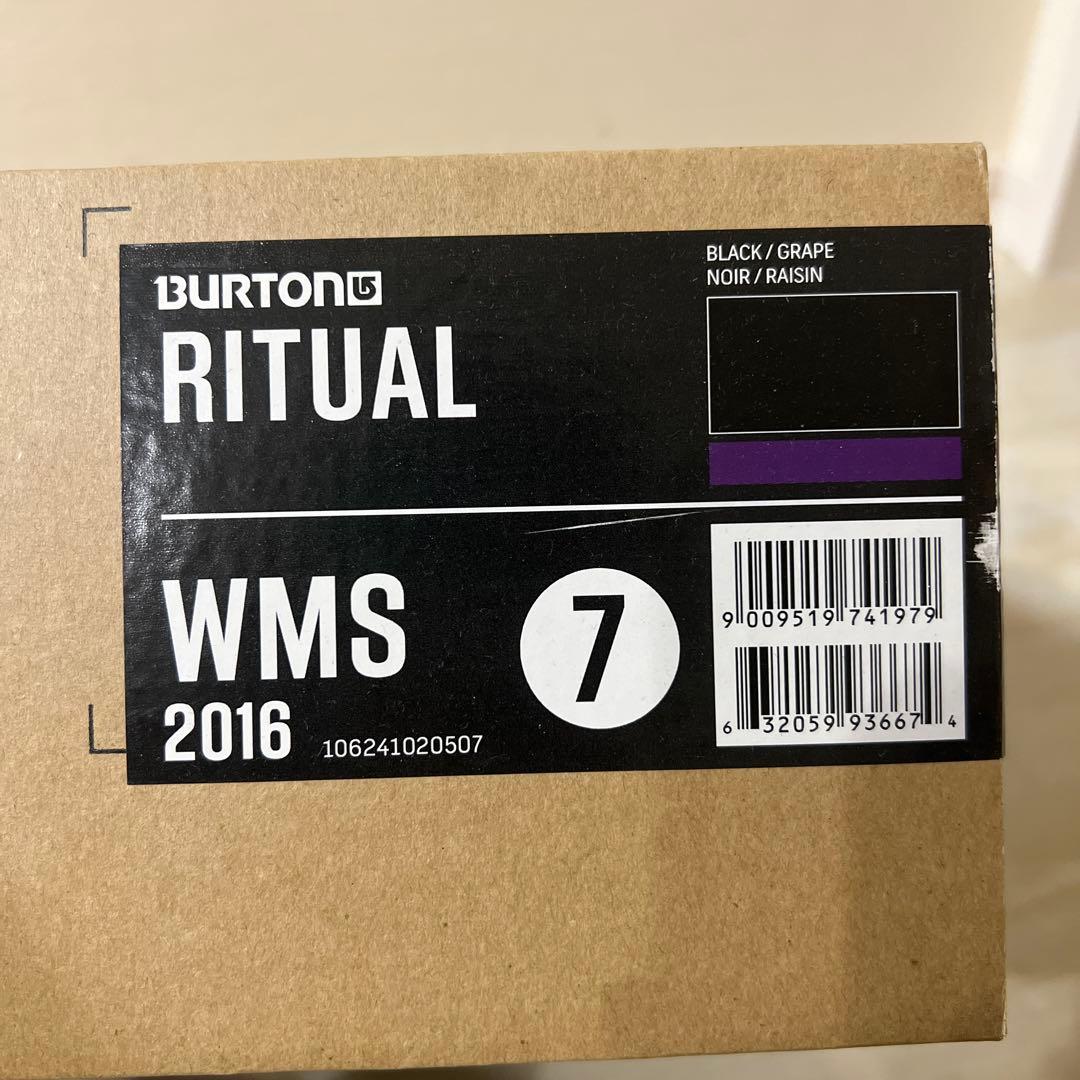 BURTON
RITUAL
BLACK / GRAPE
NOIR / RAISIN
WMS
7
2016
106241020507
9 009519 741979
6 32059 93667 4